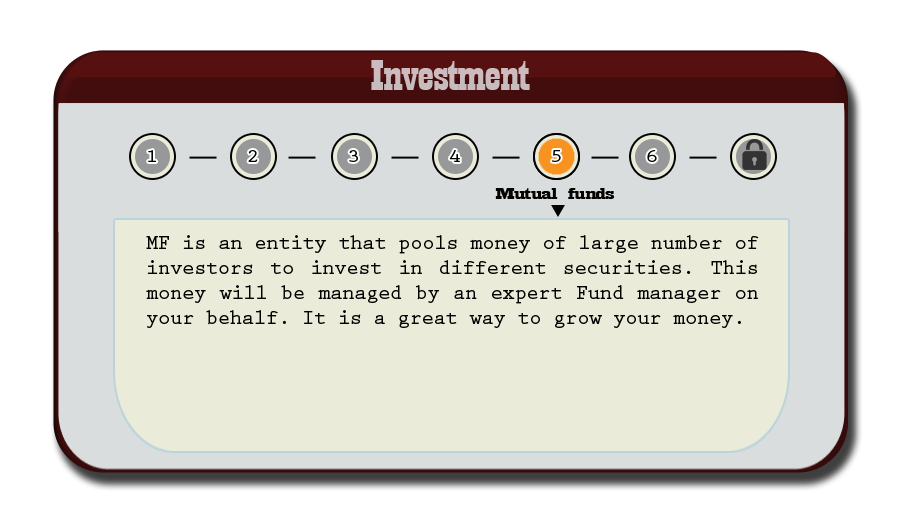 Investment
1 2 3 4 5 6
Mutual funds
MF is an entity that pools money of large number of
investors to invest in different securities. This
money will be managed by an expert Fund manager on
your behalf. It is a great way to grow your money.